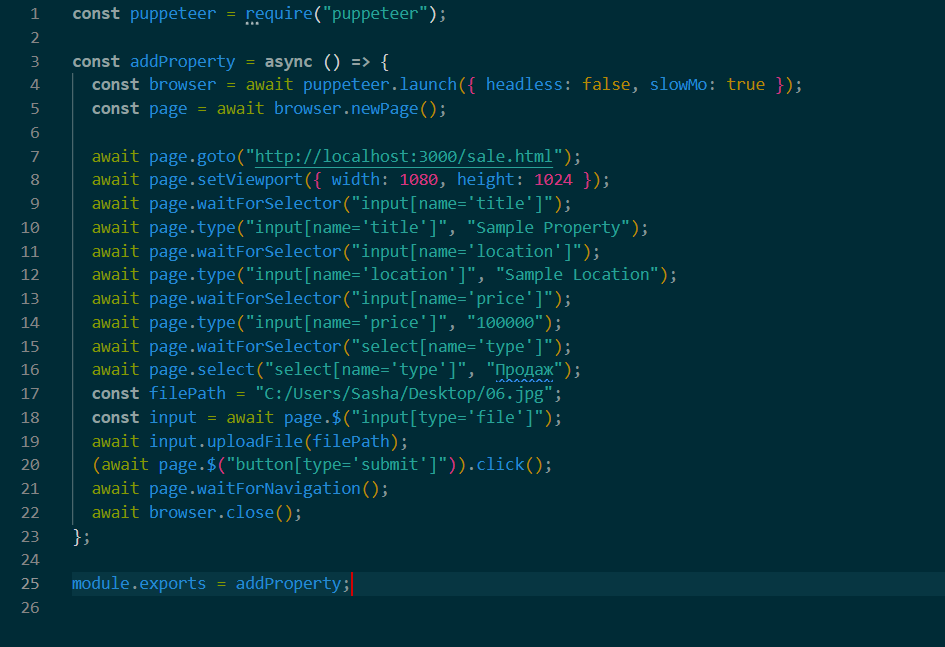 1 const puppeteer = require("puppeteer");
2
3 const addProperty = async () => {
4 const browser = await puppeteer.launch({ headless: false, slowMo: true });
5 const page = await browser.newPage();
6
7 await page.goto("http://localhost:3000/sale.html");
8 await page.setViewport({ width: 1080, height: 1024 });
9 await page.waitForSelector("input[name='title']");
10 await page.type("input[name='title']", "Sample Property");
11 await page.waitForSelector("input[name='location']");
12 await page.type("input[name='location']", "Sample Location");
13 await page.waitForSelector("input[name='price']");
14 await page.type("input[name='price']", "100000");
15 await page.waitForSelector("select[name='type']");
16 await page.select("select[name='type']", "Продаж");
17 const filePath = "C:/Users/Sasha/Desktop/06.jpg";
18 const input = await page.$("input[type='file']");
19 await input.uploadFile(filePath);
20 (await page.$("button[type='submit']")).click();
21 await page.waitForNavigation();
22 await browser.close();
23 };
24
25 module.exports = addProperty;
26